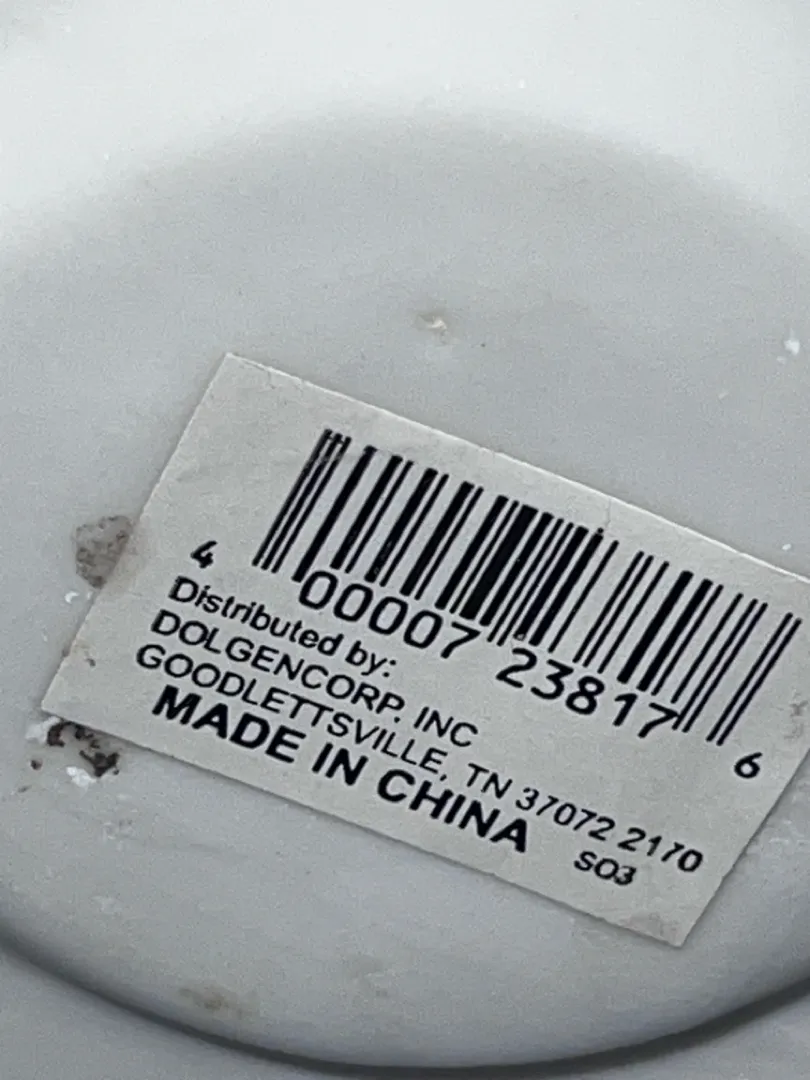 4 00007 23817 6
Distributed by:
DOLGENCORP. INC
GOODLETTSVILLE, TN 37072 2170
MADE IN CHINA
SO3